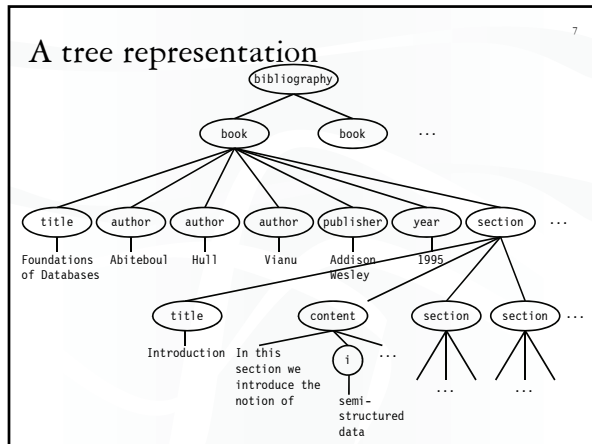 7
A tree representation
bibliography
book book ...
title author author author publisher year section ...
Foundations Abiteboul Hull Vianu Addison 1995
of Databases Wesley
title content section section ...
Introduction In this i ...
section we
introduce the ... ...
notion of semi-
structured
data